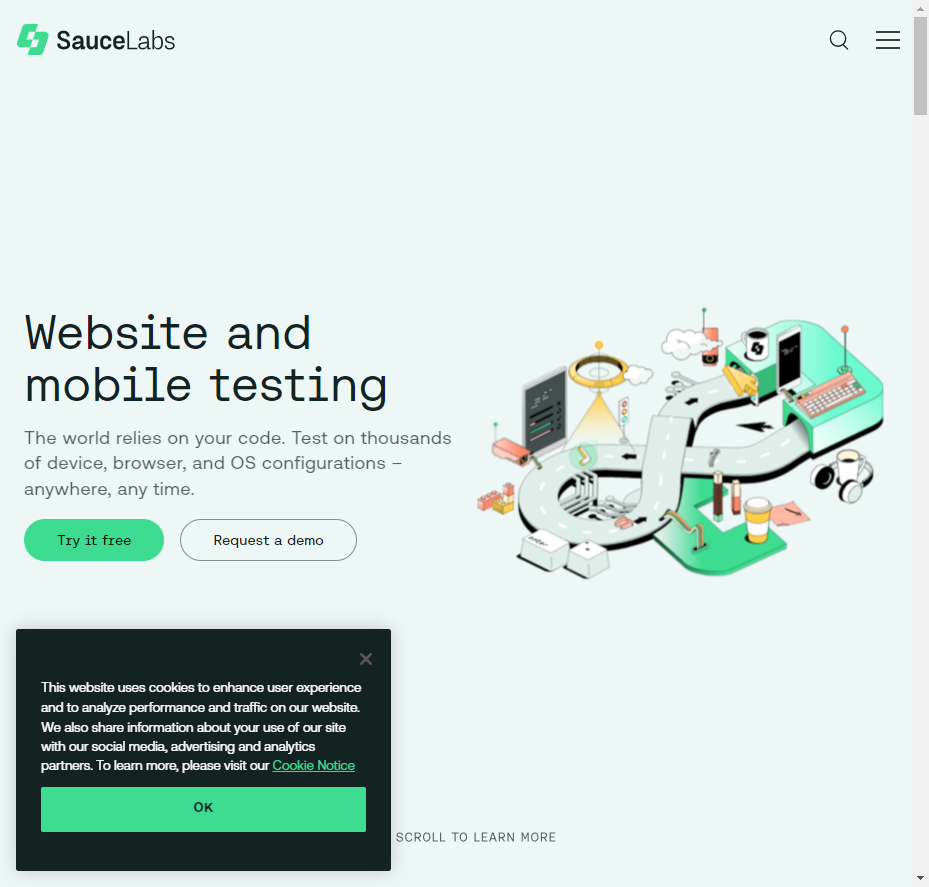 SauceLabs
Website and
mobile testing
The world relies on your code. Test on thousands
of device, browser, and OS configurations –
anywhere, any time.
Try it free
Request a demo
enter
This website uses cookies to enhance user experience
and to analyze performance and traffic on our website.
We also share information about your use of our site
with our social media, advertising and analytics
partners. To learn more, please visit our Cookie Notice
OK
SCROLL TO LEARN MORE